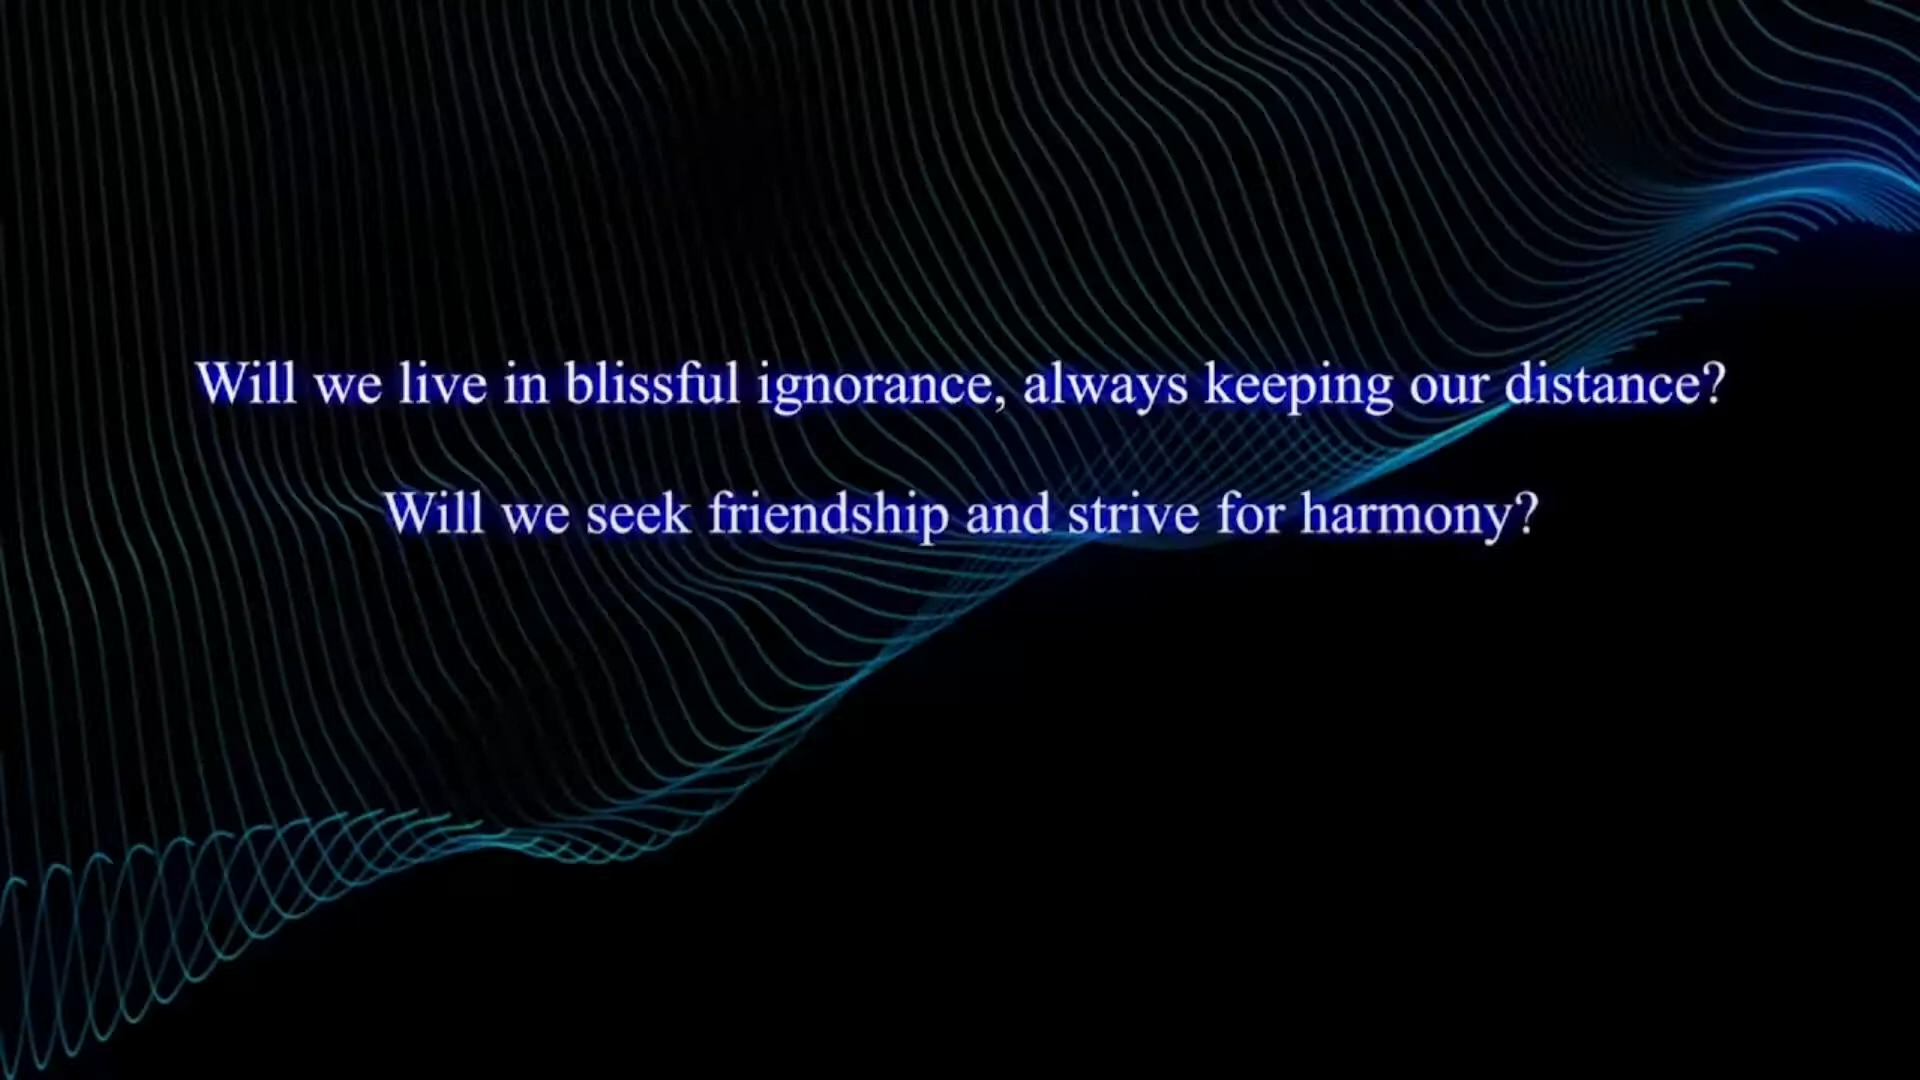 Will we live in blissful ignorance, always keeping our distance?
Will we seek friendship and strive for harmony?